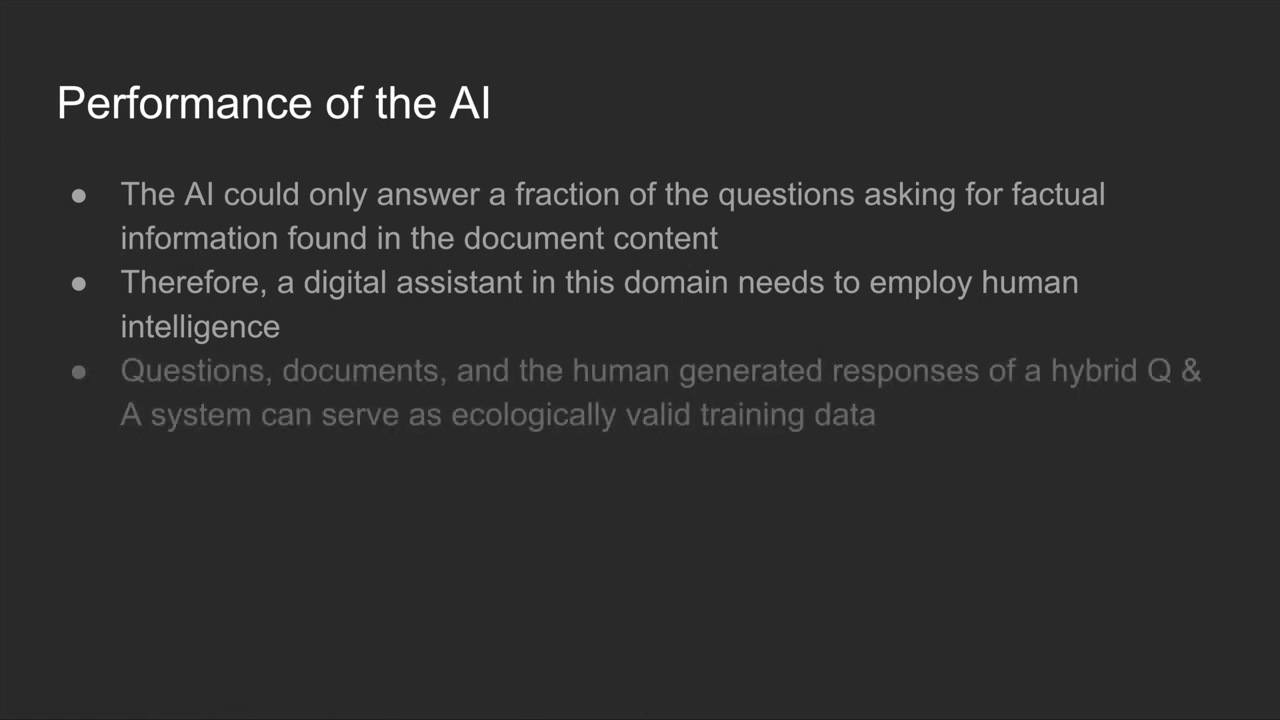 Performance of the AI
● The AI could only answer a fraction of the questions asking for factual
information found in the document content
● Therefore, a digital assistant in this domain needs to employ human
intelligence
● Questions, documents, and the human generated responses of a hybrid Q &
A system can serve as ecologically valid training data